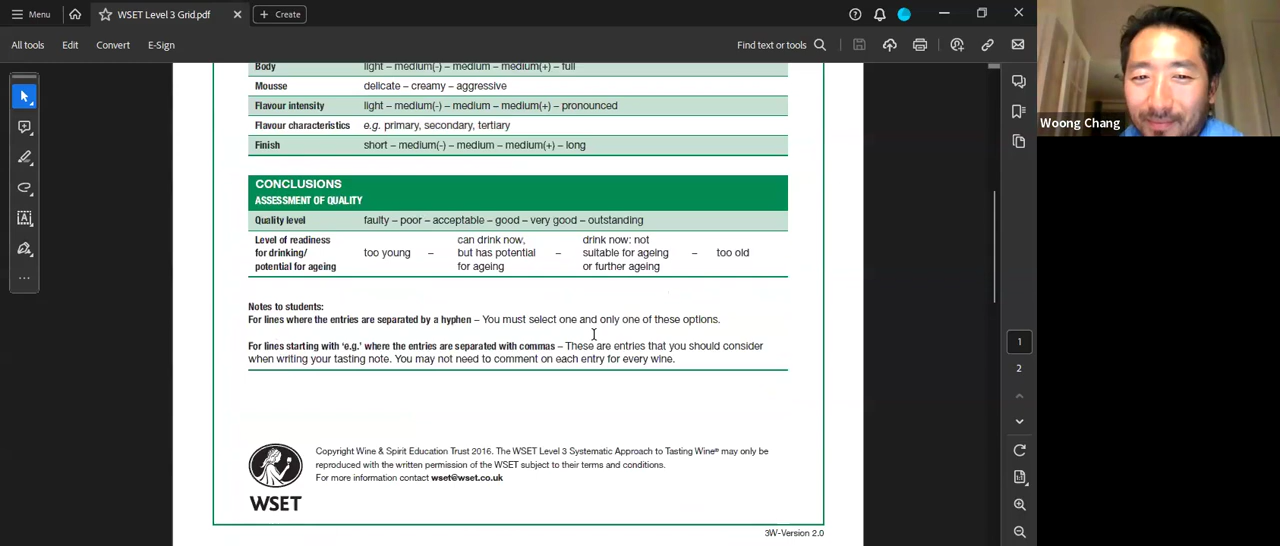 Menu
WSET Level 3 Grid.pdf
Create
All tools Edit Convert E-Sign
Find text or tools
Woong Chang
Body light – medium(-) – medium – medium(+) – full
Mousse delicate – creamy – aggressive
Flavour intensity light – medium(-) – medium – medium(+) – pronounced
Flavour characteristics e.g. primary, secondary, tertiary
Finish short – medium(-) – medium – medium(+) – long
CONCLUSIONS
ASSESSMENT OF QUALITY
Quality level faulty – poor – acceptable – good – very good – outstanding
Level of readiness can drink now, drink now: not
for drinking/ too young – but has potential – suitable for ageing – too old
potential for ageing for ageing or further ageing
Notes to students:
For lines where the entries are separated by a hyphen – You must select one and only one of these options.
For lines starting with 'e.g.' where the entries are separated with commas – These are entries that you should consider
when writing your tasting note. You may not need to comment on each entry for every wine.
Copyright Wine & Spirit Education Trust 2016. The WSET Level 3 Systematic Approach to Tasting Wine® may only be
reproduced with the written permission of the WSET subject to their terms and conditions.
For more information contact wset@wset.co.uk
WSET
3W-Version 2.0
1
2